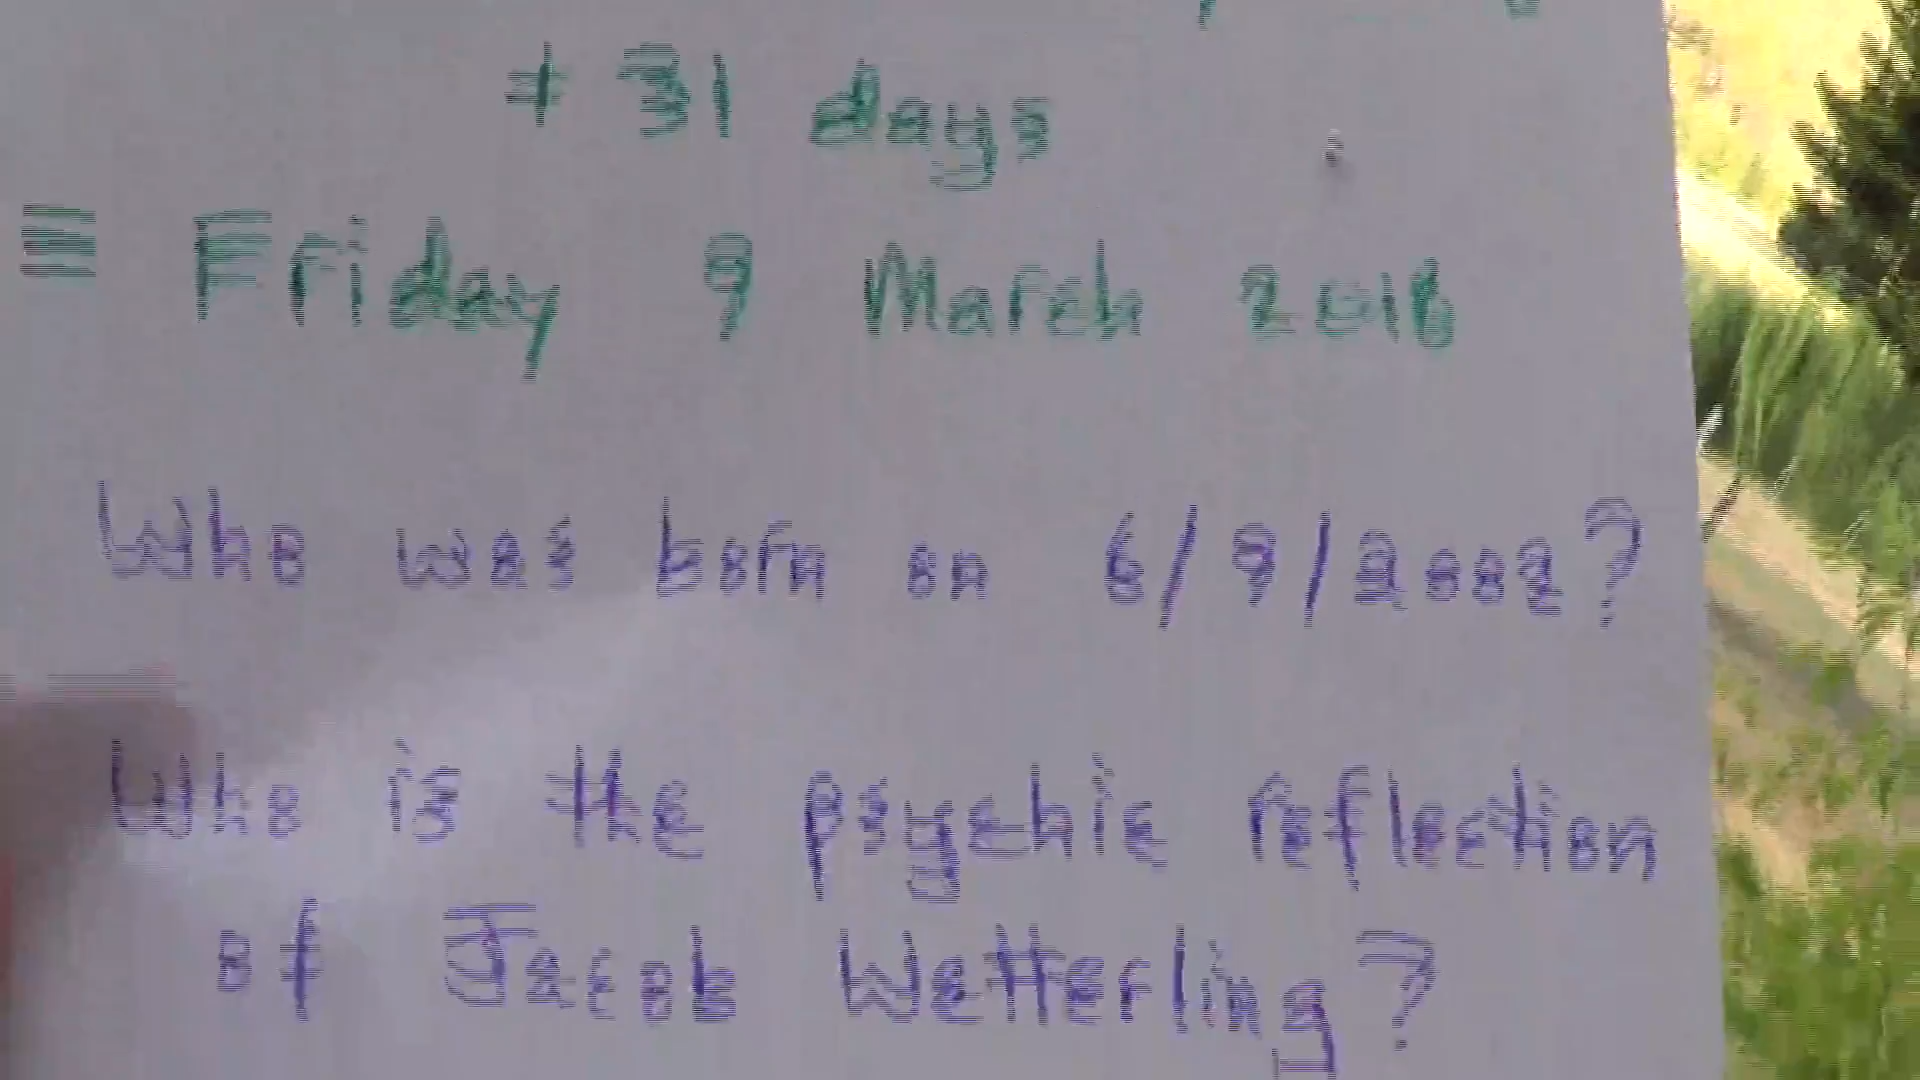 + 31 days
= Friday 9 March 2018
Who was born on 6/9/2002?
Who is the psychic reflection
of Jacob Wetterling?